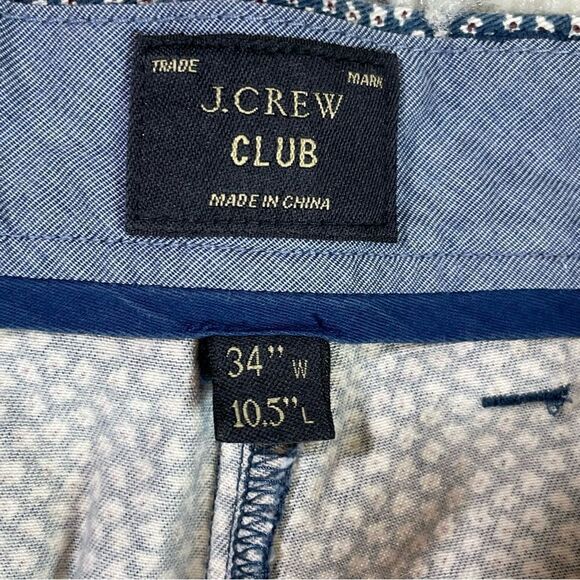 TRADE MARK
J.CREW
CLUB
MADE IN CHINA
34" W
10.5" L